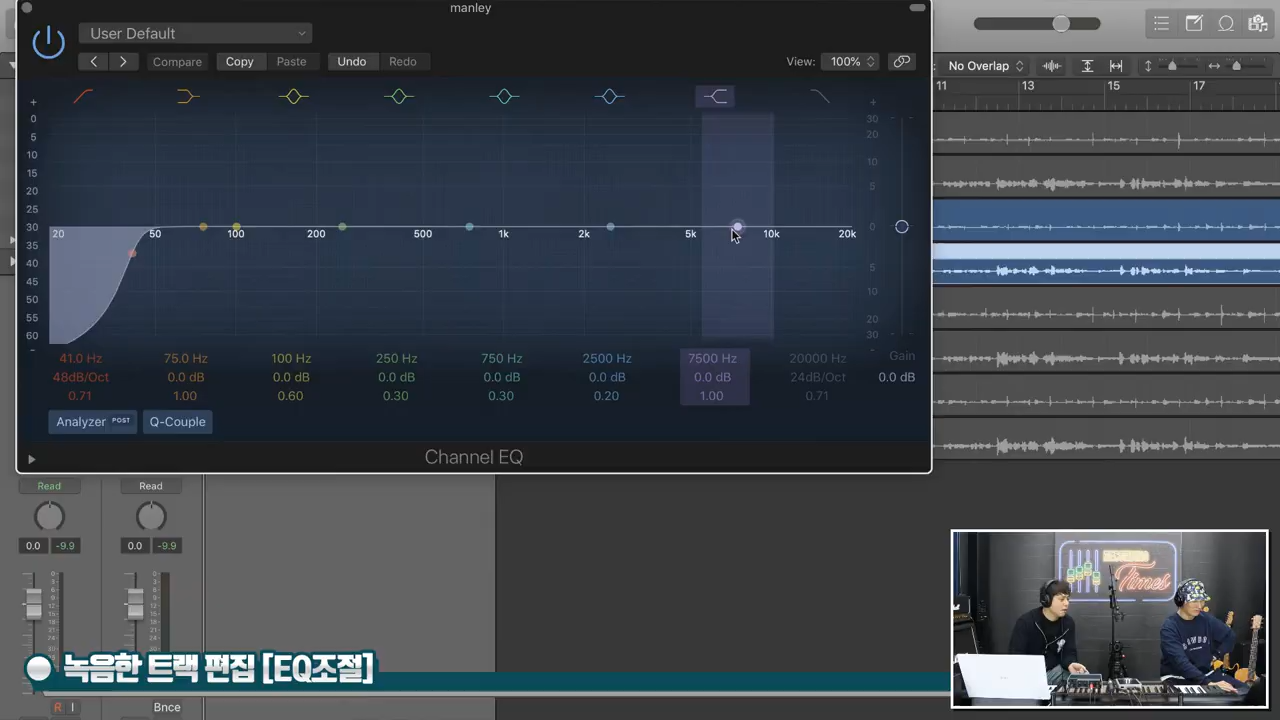 manley
User Default
Compare Copy Paste Undo Redo View: 100% : No Overlap
11 13 15 17
+ +
0 30
5 20
10 10
15
20 5
25
30 20 50 100 200 500 1k 2k 5k 10k 20k 0
35
40 5
45
50 10
55 20
60 30
- -
41.0 Hz 75.0 Hz 100 Hz 250 Hz 750 Hz 2500 Hz 7500 Hz 20000 Hz Gain
48dB/Oct 0.0 dB 0.0 dB 0.0 dB 0.0 dB 0.0 dB 0.0 dB 24dB/Oct 0.0 dB
0.71 1.00 0.60 0.30 0.30 0.20 1.00 0.71
Analyzer POST Q-Couple
Channel EQ
Read Read
0.0 -9.9 0.0 -9.9
Times
녹음한 트랙 편집 [EQ조절]
R I Bnce